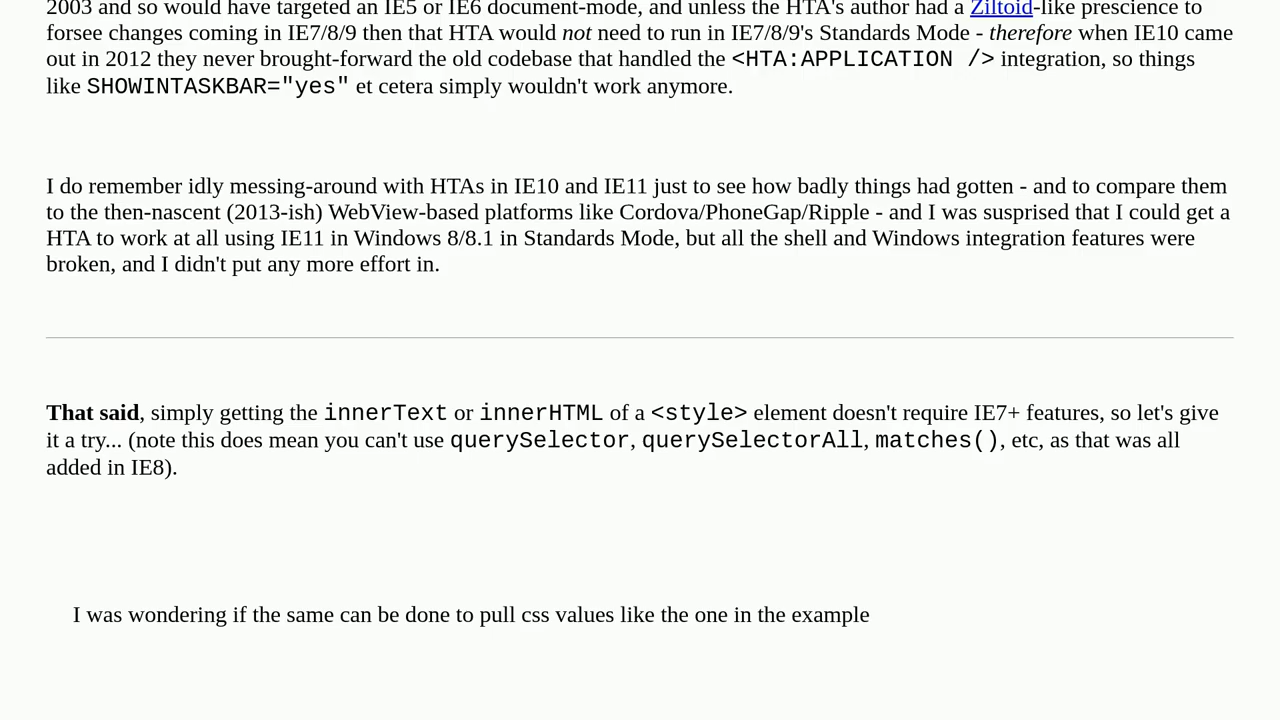 2003 and so would have targeted an IE5 or IE6 document-mode, and unless the HTA's author had a Ziltoid-like prescience to
forsee changes coming in IE7/8/9 then that HTA would not need to run in IE7/8/9's Standards Mode - therefore when IE10 came
out in 2012 they never brought-forward the old codebase that handled the <HTA:APPLICATION /> integration, so things
like SHOWINTASKBAR="yes" et cetera simply wouldn't work anymore.
I do remember idly messing-around with HTAs in IE10 and IE11 just to see how badly things had gotten - and to compare them
to the then-nascent (2013-ish) WebView-based platforms like Cordova/PhoneGap/Ripple - and I was susprised that I could get a
HTA to work at all using IE11 in Windows 8/8.1 in Standards Mode, but all the shell and Windows integration features were
broken, and I didn't put any more effort in.
That said, simply getting the innerText or innerHTML of a <style> element doesn't require IE7+ features, so let's give
it a try... (note this does mean you can't use querySelector, querySelectorAll, matches(), etc, as that was all
added in IE8).
I was wondering if the same can be done to pull css values like the one in the example